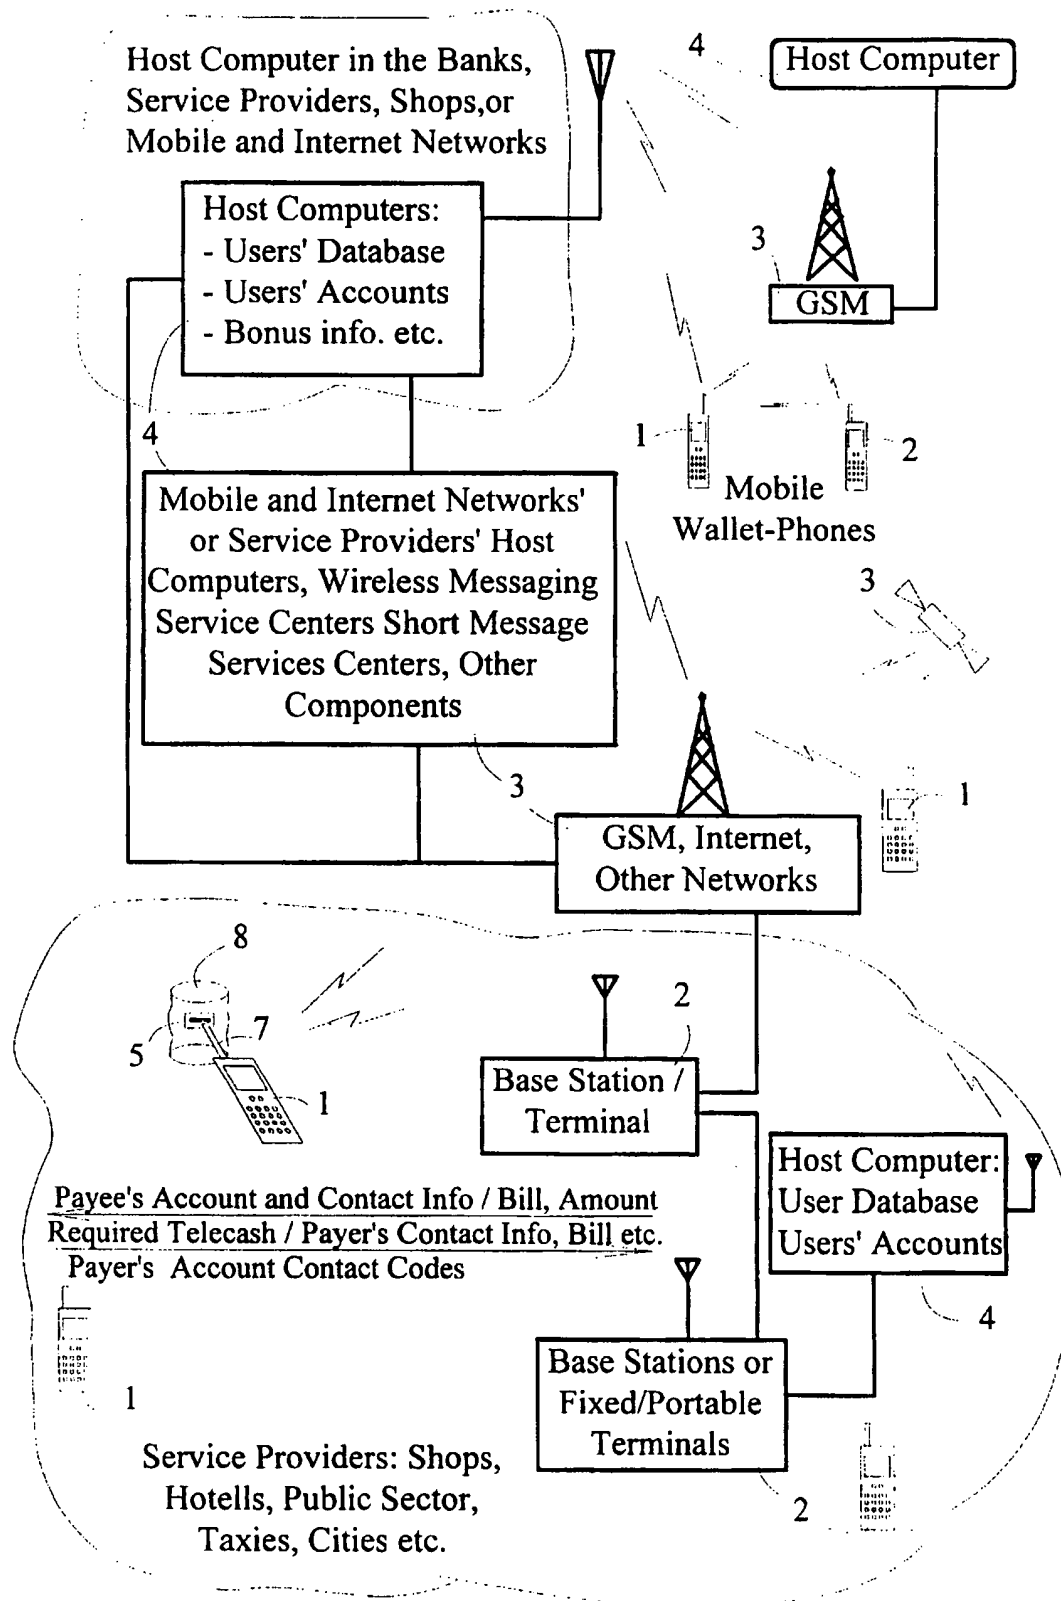 Host Computer in the Banks,
Service Providers, Shops,or
Mobile and Internet Networks
4
Host Computer
Host Computers:
- Users' Database
- Users' Accounts
- Bonus info. etc.
3
GSM
4
1
2
Mobile
Wallet-Phones
Mobile and Internet Networks'
or Service Providers' Host
Computers, Wireless Messaging
Service Centers Short Message
Services Centers, Other
Components
3
3
1
GSM, Internet,
Other Networks
8
5
7
1
2
Base Station /
Terminal
Host Computer:
User Database
Users' Accounts
4
Payee's Account and Contact Info / Bill, Amount
Required Telecash / Payer's Contact Info, Bill etc.
Payer's Account Contact Codes
1
Base Stations or
Fixed/Portable
Terminals
2
Service Providers: Shops,
Hotells, Public Sector,
Taxies, Cities etc.